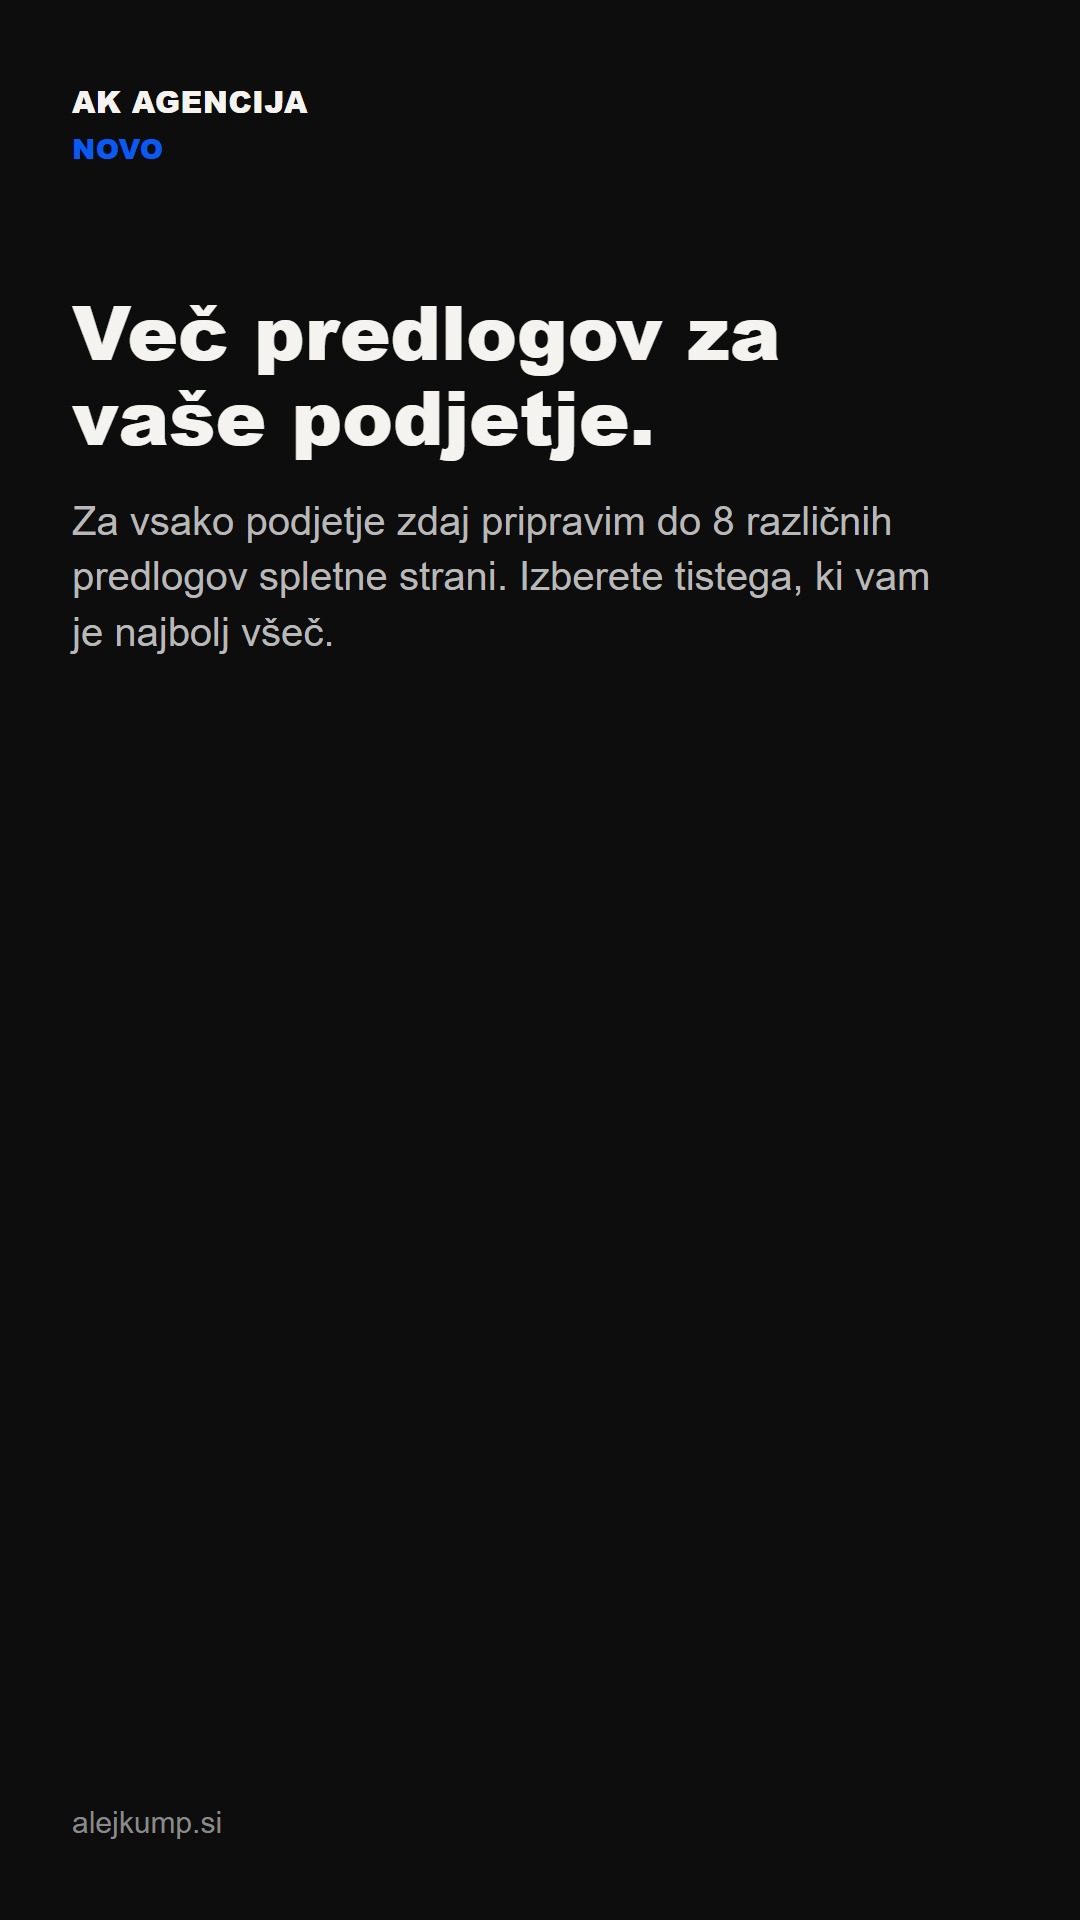 AK AGENCIJA
NOVO
Več predlogov za
vaše podjetje.
Za vsako podjetje zdaj pripravim do 8 različnih
predlogov spletne strani. Izberete tistega, ki vam
je najbolj všeč.
alejkump.si